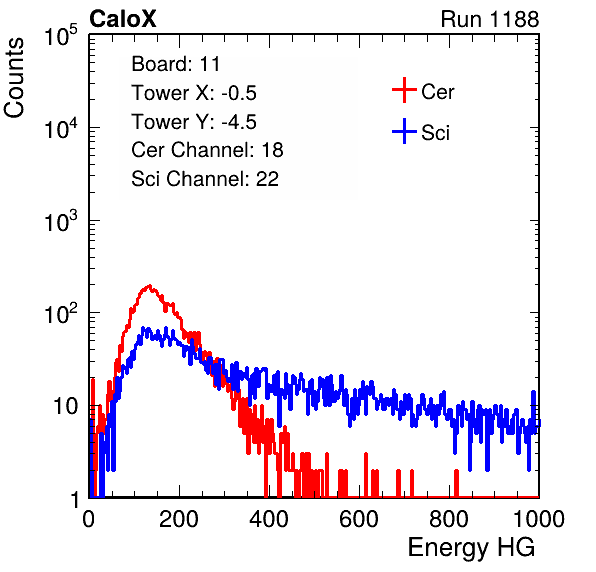 CaloX Run 1188
Counts
Board: 11
Tower X: -0.5
Tower Y: -4.5
Cer Channel: 18
Sci Channel: 22
Cer
Sci
10^5
10^4
10^3
10^2
10
1
0 200 400 600 800 1000
Energy HG